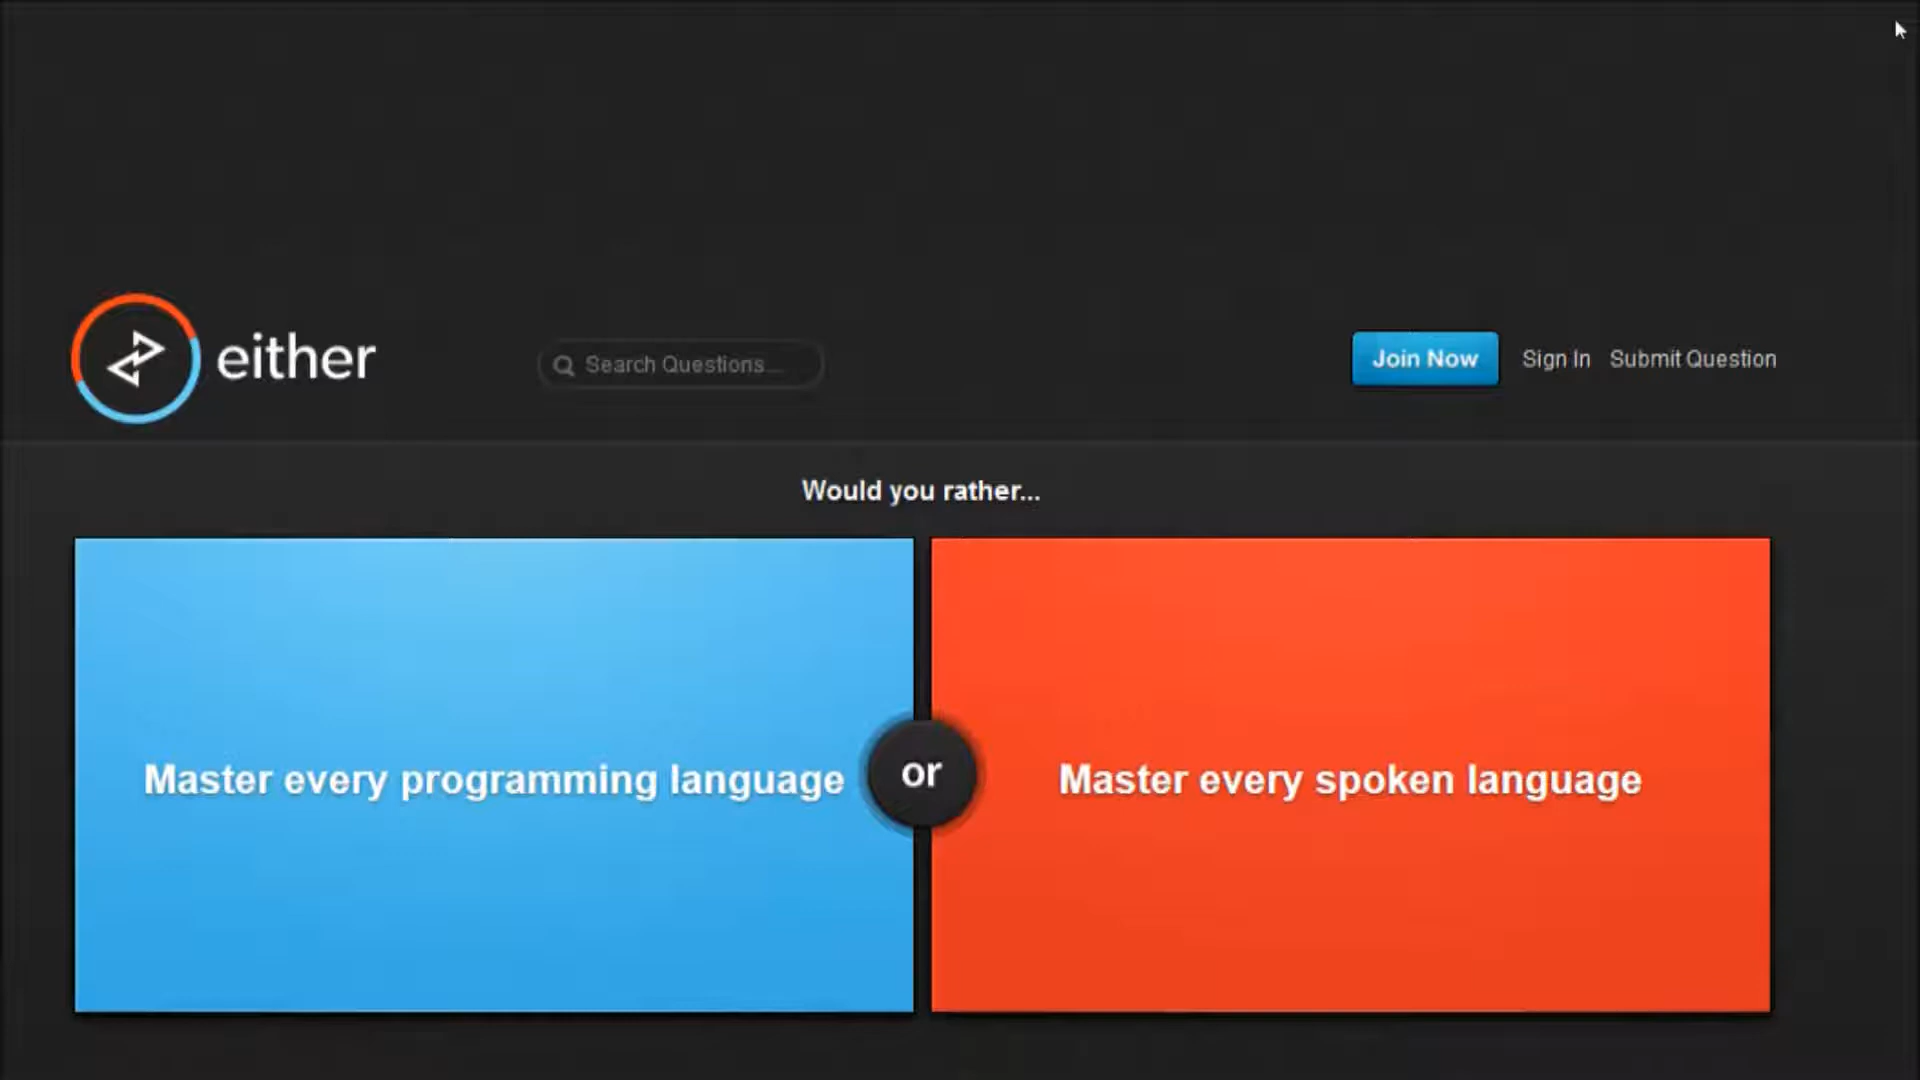 either
Search Questions...
Join Now
Sign In
Submit Question
Would you rather...
Master every programming language
or
Master every spoken language